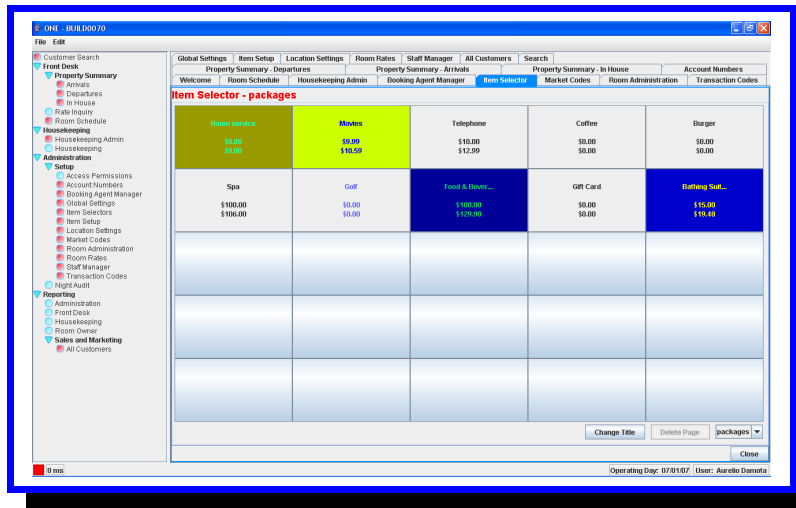 ONE - BUILD0070
File Edit
Customer Search
Front Desk
Property Summary
Arrivals
Departures
In House
Rate Inquiry
Room Schedule
Housekeeping
Housekeeping Admin
Housekeeping
Administration
Setup
Access Permissions
Account Numbers
Booking Agent Manager
Global Settings
Item Selectors
Item Setup
Location Settings
Market Codes
Room Administration
Room Rates
Staff Manager
Transaction Codes
Night Audit
Reporting
Administration
Front Desk
Housekeeping
Room Owner
Sales and Marketing
All Customers
Global Settings Item Setup Location Settings Room Rates Staff Manager All Customers Search
Property Summary - Departures Property Summary - Arrivals Property Summary - In House Account Numbers
Welcome Room Schedule Housekeeping Admin Booking Agent Manager Item Selector Market Codes Room Administration Transaction Codes
Item Selector - packages
Room service Movies Telephone Coffee Burger
$0.00 $9.99 $10.00 $0.00 $0.00
$0.00 $10.59 $12.99 $0.00 $0.00
Spa Golf Food & Bever... Gift Card Bathing Suit...
$100.00 $0.00 $100.00 $0.00 $15.00
$106.00 $0.00 $129.90 $0.00 $19.48
Change Title Delete Page packages
Close
0 ms Operating Day: 07/01/07 User: Aurelio Damota